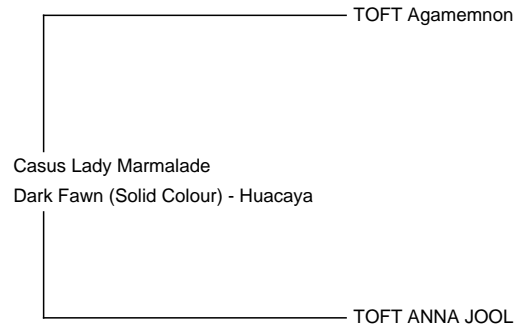 TOFT Agamemnon
Casus Lady Marmalade
Dark Fawn (Solid Colour) - Huacaya
TOFT ANNA JOOL